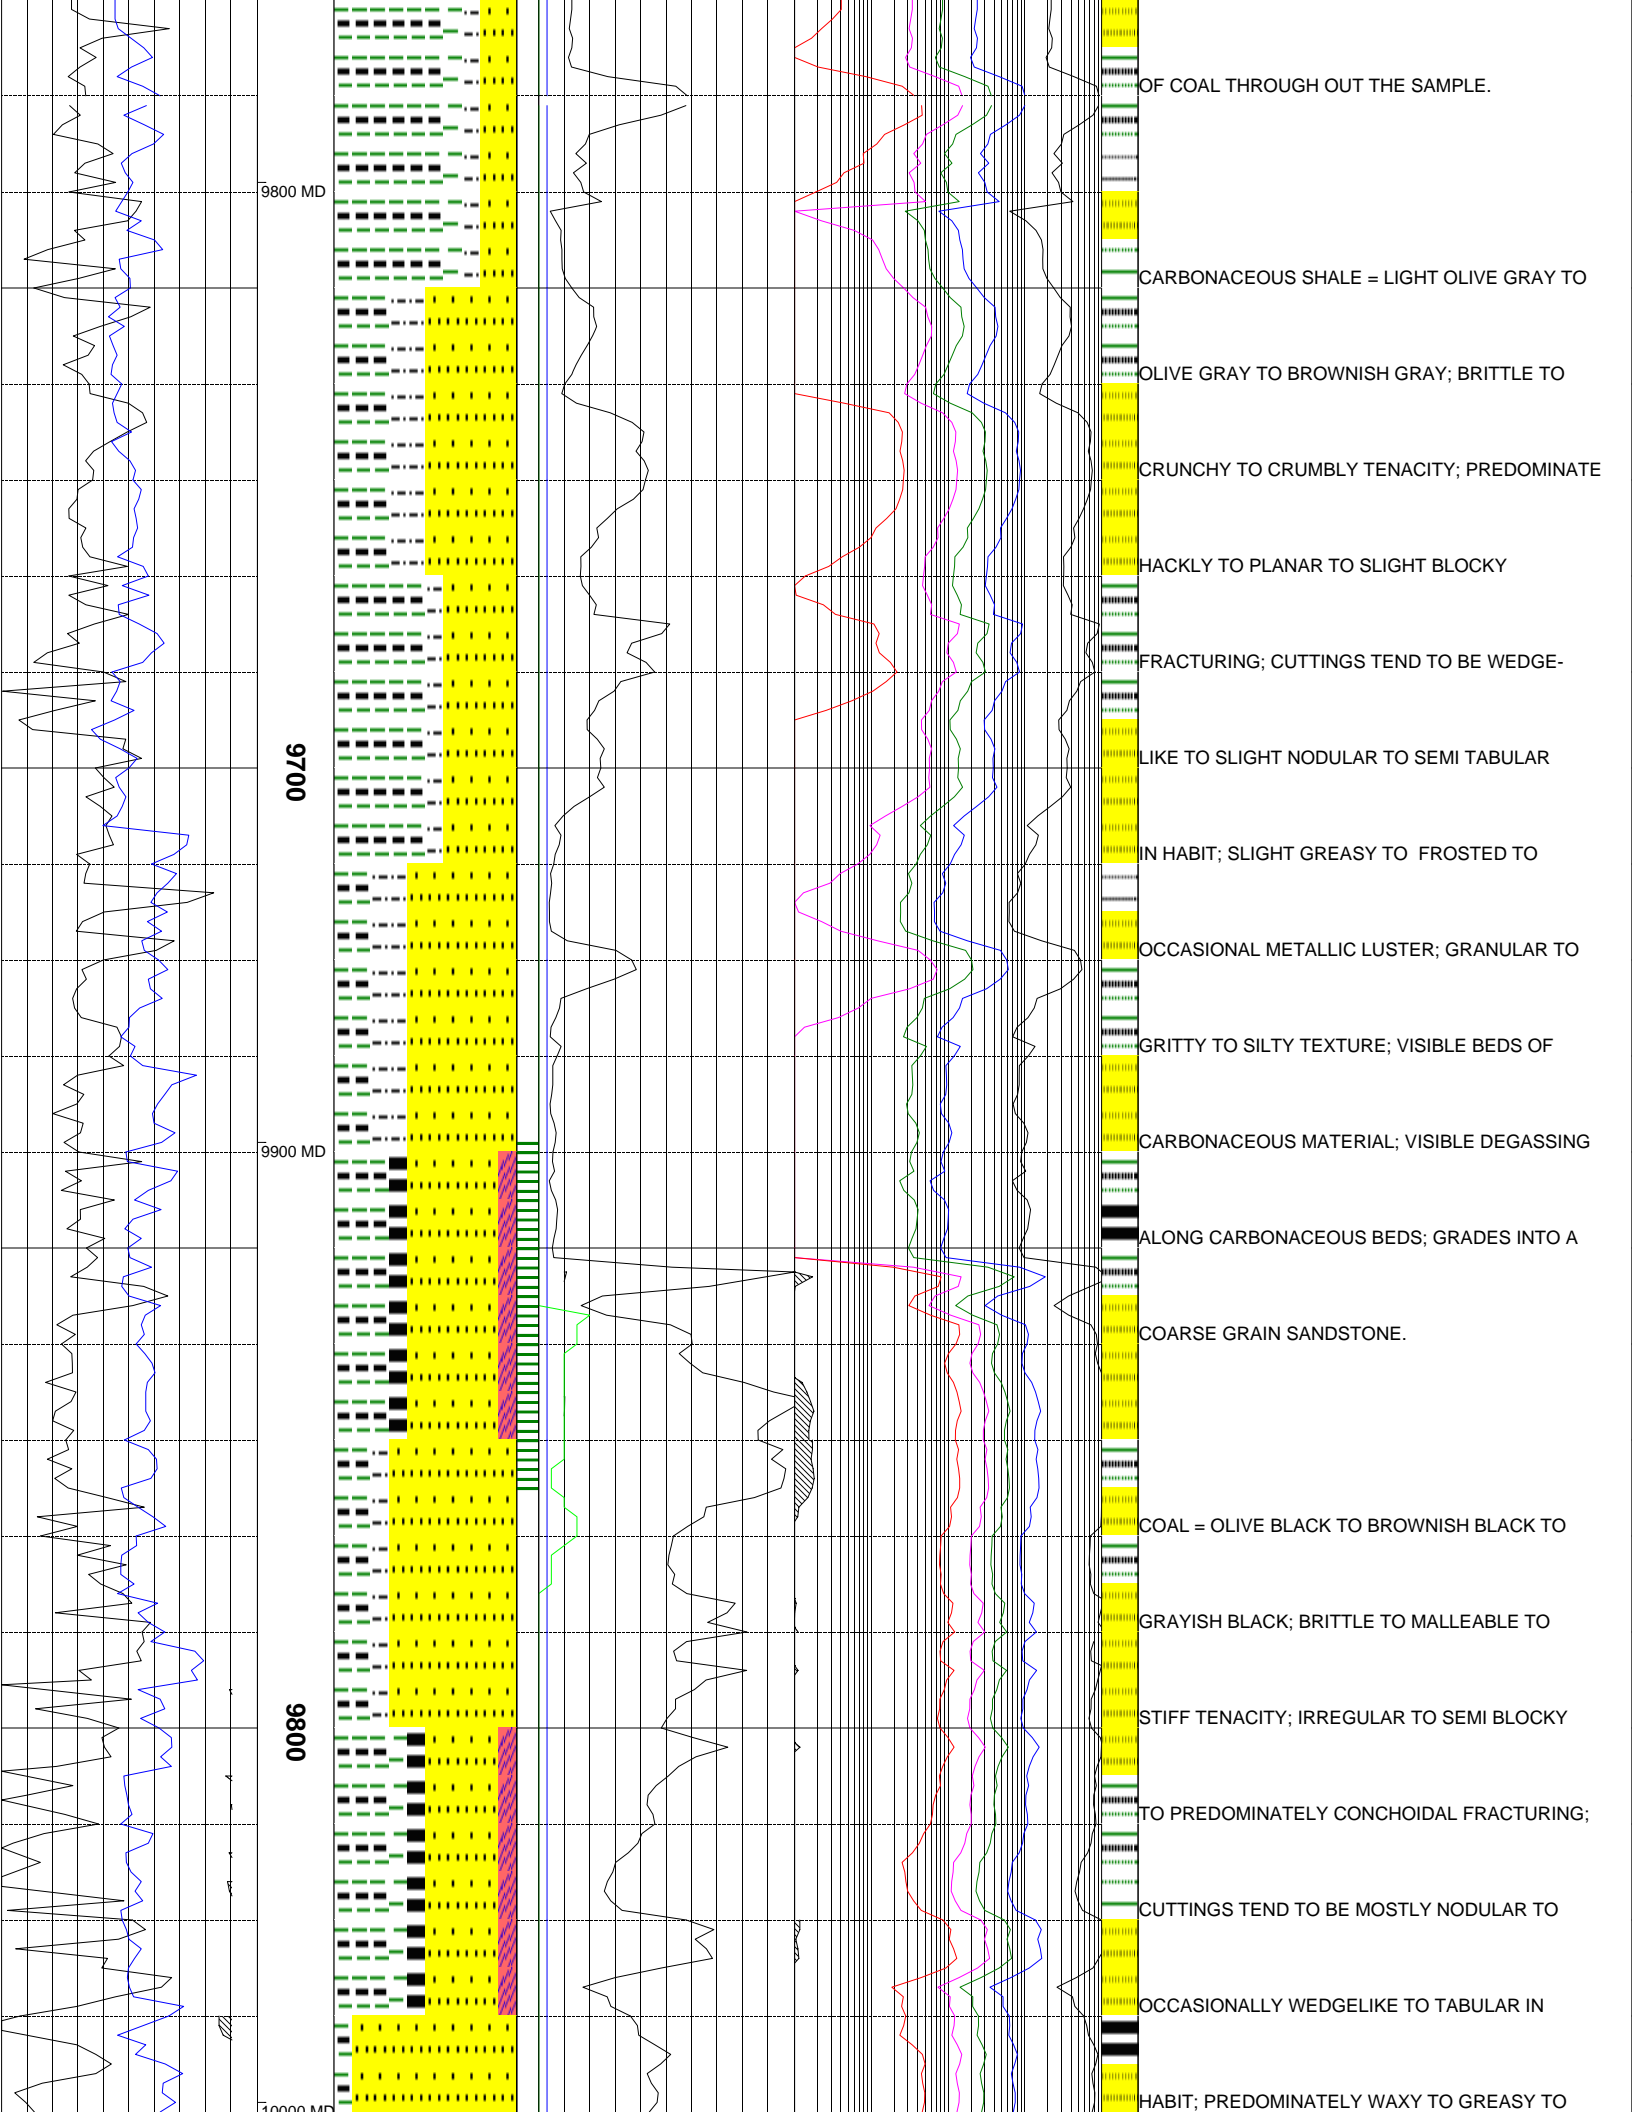 OF COAL THROUGH OUT THE SAMPLE.
9800 MD
CARBONACEOUS SHALE = LIGHT OLIVE GRAY TO
OLIVE GRAY TO BROWNISH GRAY; BRITTLE TO
CRUNCHY TO CRUMBLY TENACITY; PREDOMINATE
HACKLY TO PLANAR TO SLIGHT BLOCKY
FRACTURING; CUTTINGS TEND TO BE WEDGE-
9700
LIKE TO SLIGHT NODULAR TO SEMI TABULAR
IN HABIT; SLIGHT GREASY TO FROSTED TO
OCCASIONAL METALLIC LUSTER; GRANULAR TO
GRITTY TO SILTY TEXTURE; VISIBLE BEDS OF
9900 MD
CARBONACEOUS MATERIAL; VISIBLE DEGASSING
ALONG CARBONACEOUS BEDS; GRADES INTO A
COARSE GRAIN SANDSTONE.
COAL = OLIVE BLACK TO BROWNISH BLACK TO
GRAYISH BLACK; BRITTLE TO MALLEABLE TO
9800
STIFF TENACITY; IRREGULAR TO SEMI BLOCKY
TO PREDOMINATELY CONCHOIDAL FRACTURING;
CUTTINGS TEND TO BE MOSTLY NODULAR TO
OCCASIONALLY WEDGELIKE TO TABULAR IN
HABIT; PREDOMINATELY WAXY TO GREASY TO
10000 MD